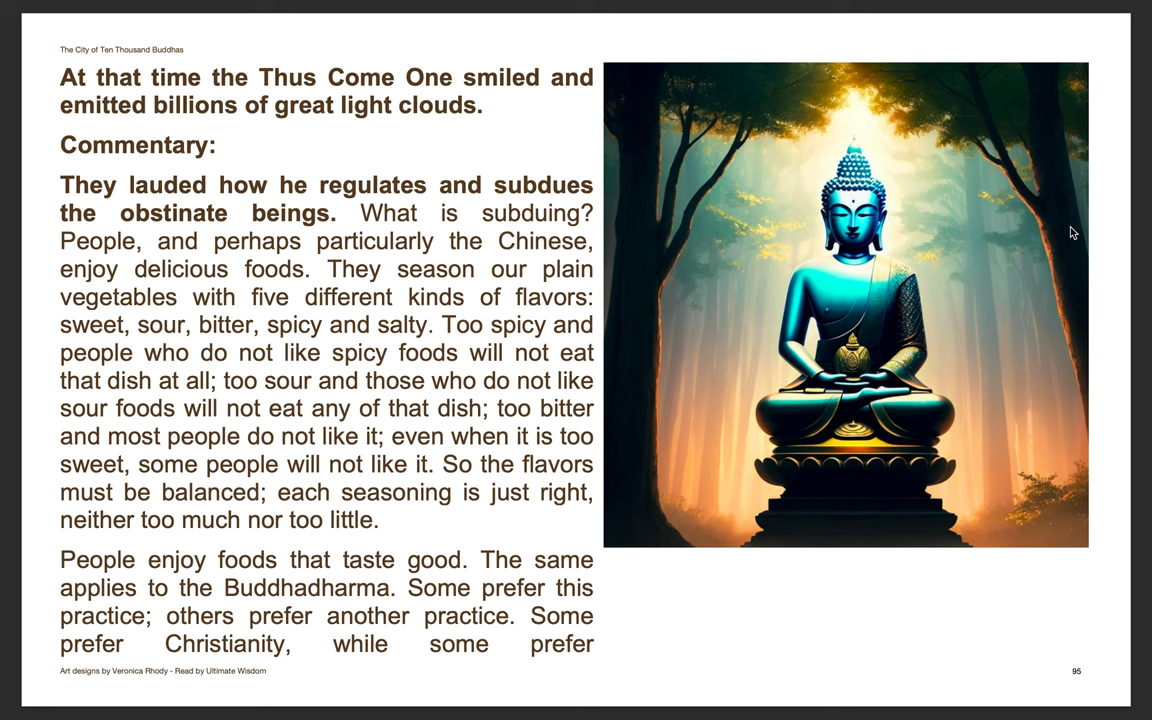 The City of Ten Thousand Buddhas
At that time the Thus Come One smiled and
emitted billions of great light clouds.
Commentary:
They lauded how he regulates and subdues
the obstinate beings. What is subduing?
People, and perhaps particularly the Chinese,
enjoy delicious foods. They season our plain
vegetables with five different kinds of flavors:
sweet, sour, bitter, spicy and salty. Too spicy and
people who do not like spicy foods will not eat
that dish at all; too sour and those who do not like
sour foods will not eat any of that dish; too bitter
and most people do not like it; even when it is too
sweet, some people will not like it. So the flavors
must be balanced; each seasoning is just right,
neither too much nor too little.
People enjoy foods that taste good. The same
applies to the Buddhadharma. Some prefer this
practice; others prefer another practice. Some
prefer Christianity, while some prefer
Art designs by Veronica Rhody - Read by Ultimate Wisdom
95